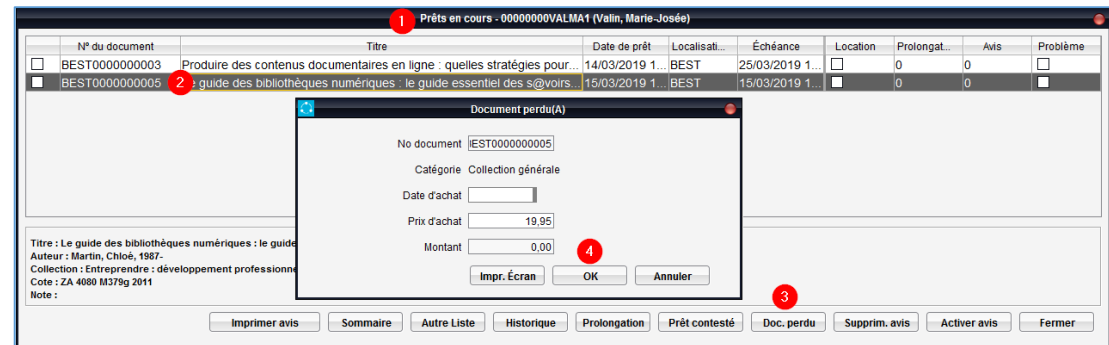 1 Prêts en cours - 00000000VALMA1 (Valin, Marie-Josée)
N° du document Titre Date de prêt Localisati... Échéance Location Prolongat... Avis Problème
BEST0000000003 Produire des contenus documentaires en ligne : quelles stratégies pour... 14/03/2019 1... BEST 25/03/2019 1... 0 0
BEST0000000005 2 e guide des bibliothèques numériques : le guide essentiel des s@voirs... 15/03/2019 1... BEST 15/03/2019 1... 0 0
Document perdu(A)
No document IEST0000000005
Catégorie Collection générale
Date d'achat
Prix d'achat 19,95
Montant 0,00
4
Impr. Écran OK Annuler
Titre : Le guide des bibliothèques numériques : le guide
Auteur : Martin, Chloé, 1987-
Collection : Entreprendre : développement professionne
Cote : ZA 4080 M379g 2011
Note :
3
Imprimer avis Sommaire Autre Liste Historique Prolongation Prêt contesté Doc. perdu Supprim. avis Activer avis Fermer